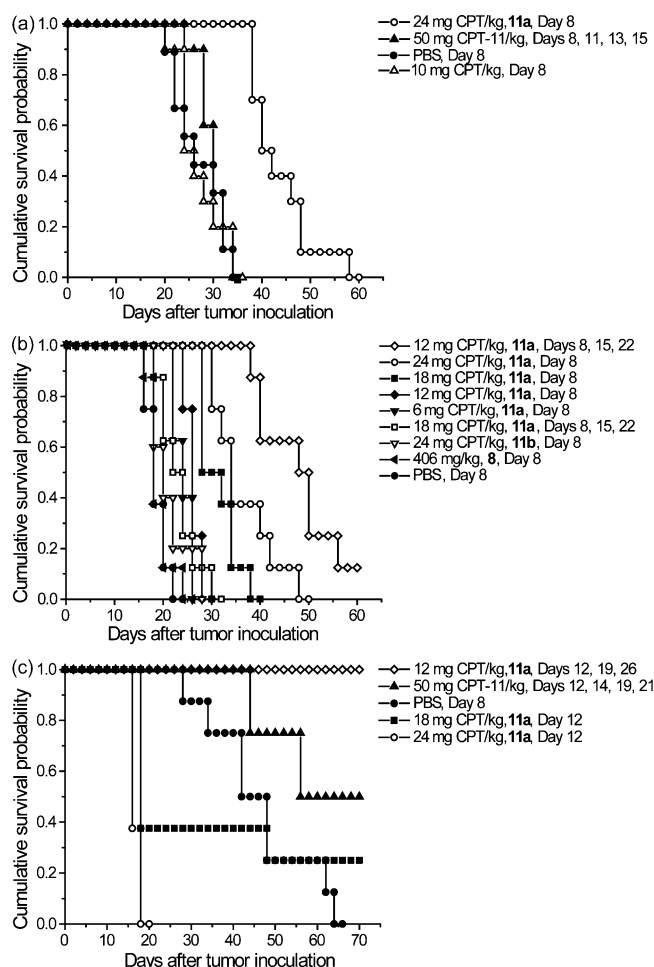 (a)
1.0
0.8
0.6
0.4
0.2
0.0
Cumulative survival probability
0 10 20 30 40 50 60
Days after tumor inoculation
24 mg CPT/kg, 11a, Day 8
50 mg CPT-11/kg, Days 8, 11, 13, 15
PBS, Day 8
10 mg CPT/kg, Day 8
(b)
1.0
0.8
0.6
0.4
0.2
0.0
Cumulative survival probability
0 10 20 30 40 50 60
Days after tumor inoculation
12 mg CPT/kg, 11a, Days 8, 15, 22
24 mg CPT/kg, 11a, Day 8
18 mg CPT/kg, 11a, Day 8
12 mg CPT/kg, 11a, Day 8
6 mg CPT/kg, 11a, Day 8
18 mg CPT/kg, 11a, Days 8, 15, 22
24 mg CPT/kg, 11b, Day 8
406 mg/kg, 8, Day 8
PBS, Day 8
(c)
1.0
0.8
0.6
0.4
0.2
0.0
Cumulative survival probability
0 10 20 30 40 50 60 70
Days after tumor inoculation
12 mg CPT/kg,11a, Days 12, 19, 26
50 mg CPT-11/kg, Days 12, 14, 19, 21
PBS, Day 8
18 mg CPT/kg,11a, Day 12
24 mg CPT/kg,11a, Day 12